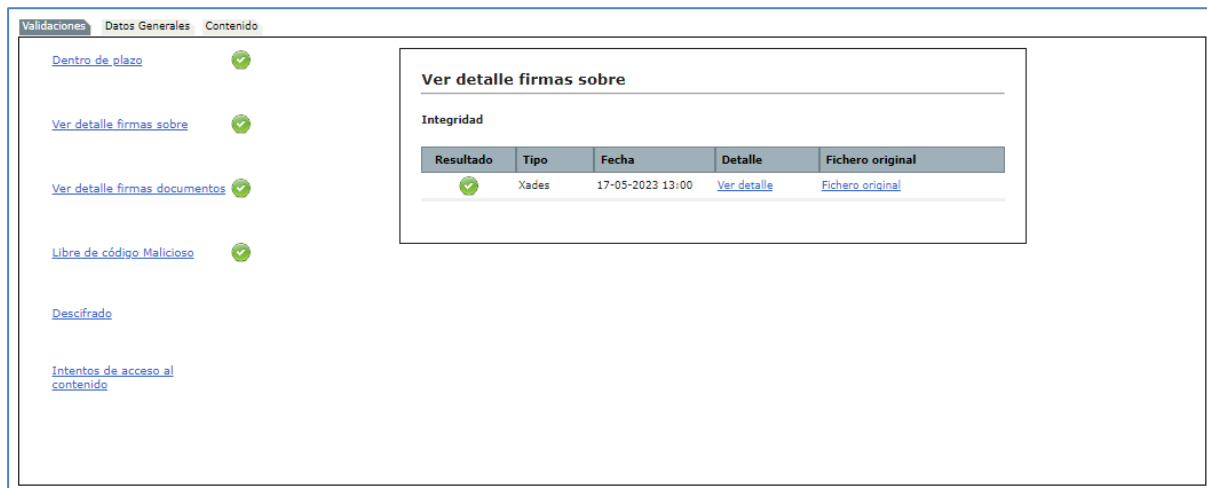 Validaciones Datos Generales Contenido
Dentro de plazo
Ver detalle firmas sobre
Ver detalle firmas documentos
Libre de código Malicioso
Descifrado
Intentos de acceso al
contenido
Ver detalle firmas sobre
Integridad
Resultado Tipo Fecha Detalle Fichero original
Xades 17-05-2023 13:00 Ver detalle Fichero original